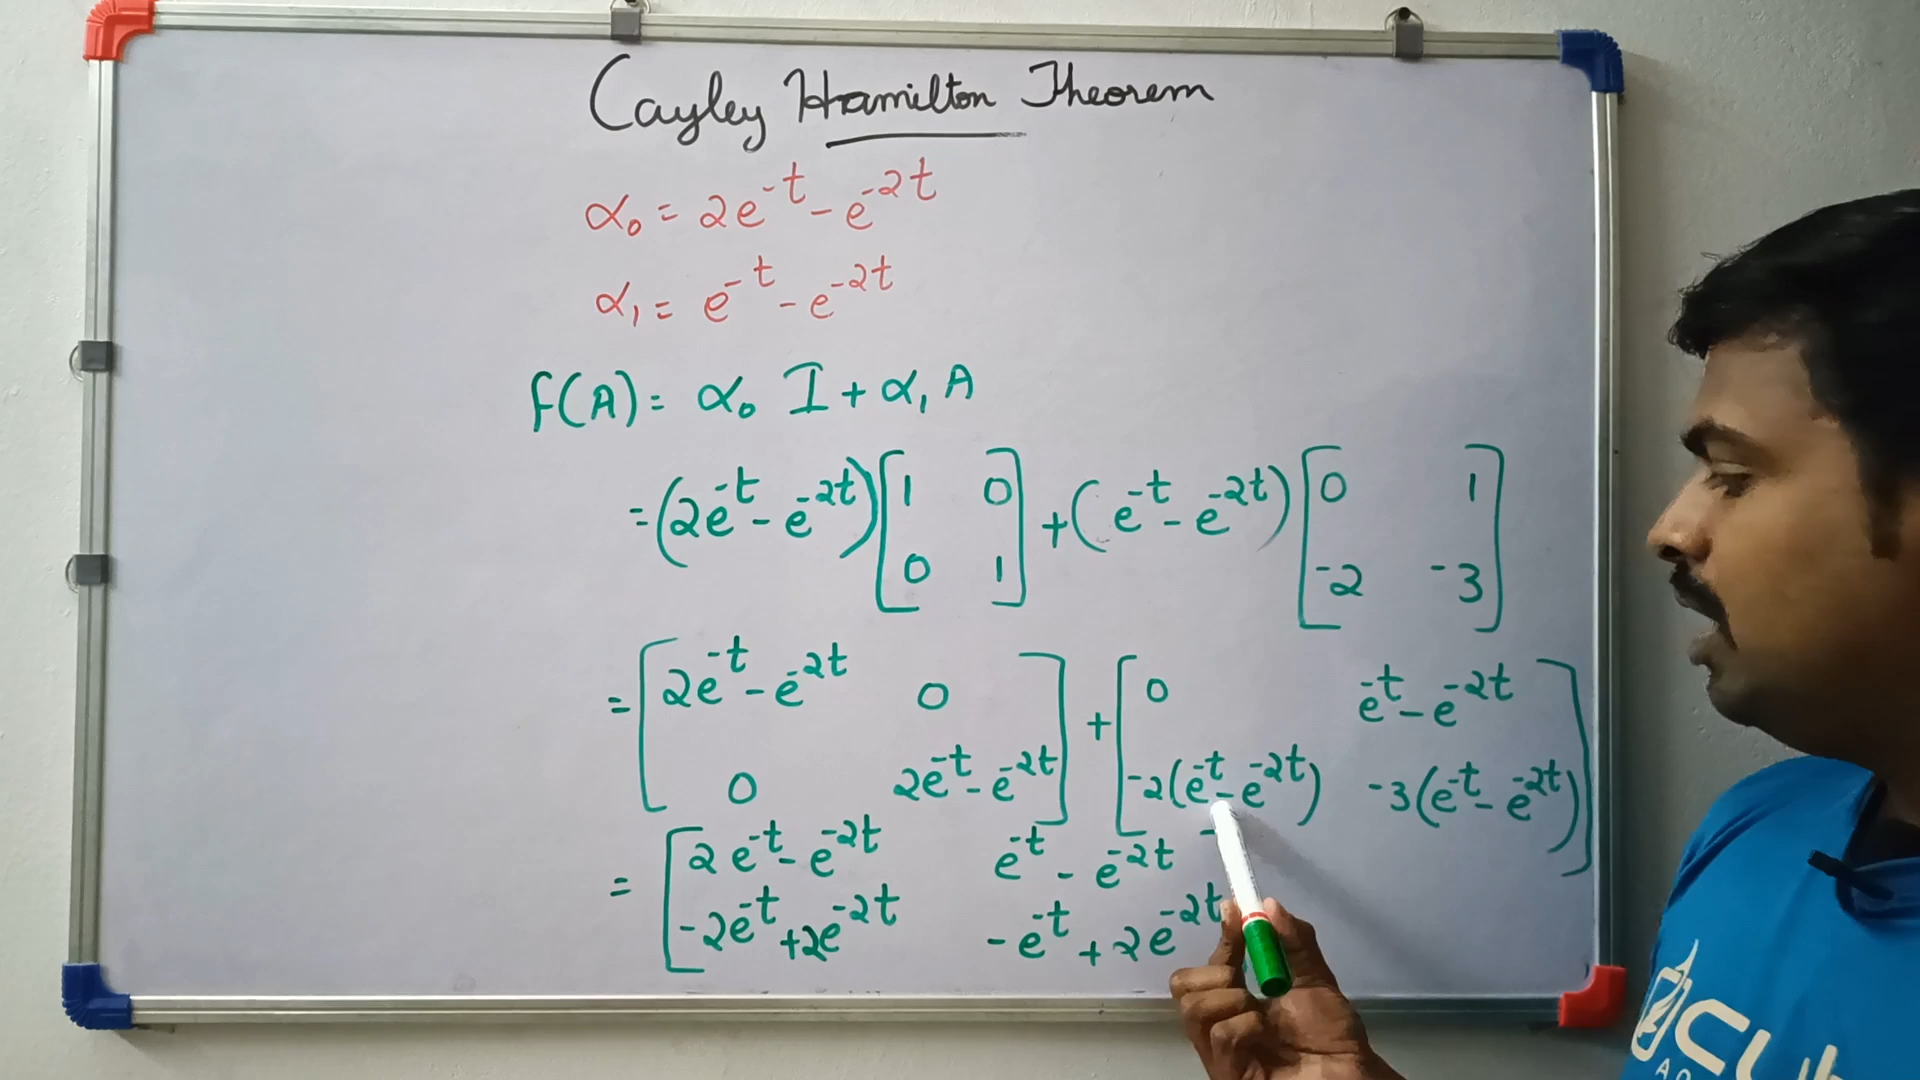 Cayley Hamilton Theorem
α₀ = 2e^-t - e^-2t
α₁ = e^-t - e^-2t
f(A) = α₀ I + α₁ A
= (2e^-t - e^-2t) [1 0; 0 1] + (e^-t - e^-2t) [0 1; -2 -3]
= [2e^-t - e^-2t 0; 0 2e^-t - e^-2t] + [0 e^-t - e^-2t; -2(e^-t - e^-2t) -3(e^-t - e^-2t)]
= [2e^-t - e^-2t e^-t - e^-2t; -2e^-t + 2e^-2t -e^-t + 2e^-2t